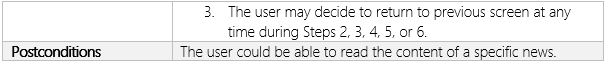 3. The user may decide to return to previous screen at any
time during Steps 2, 3, 4, 5, or 6.
Postconditions The user could be able to read the content of a specific news.